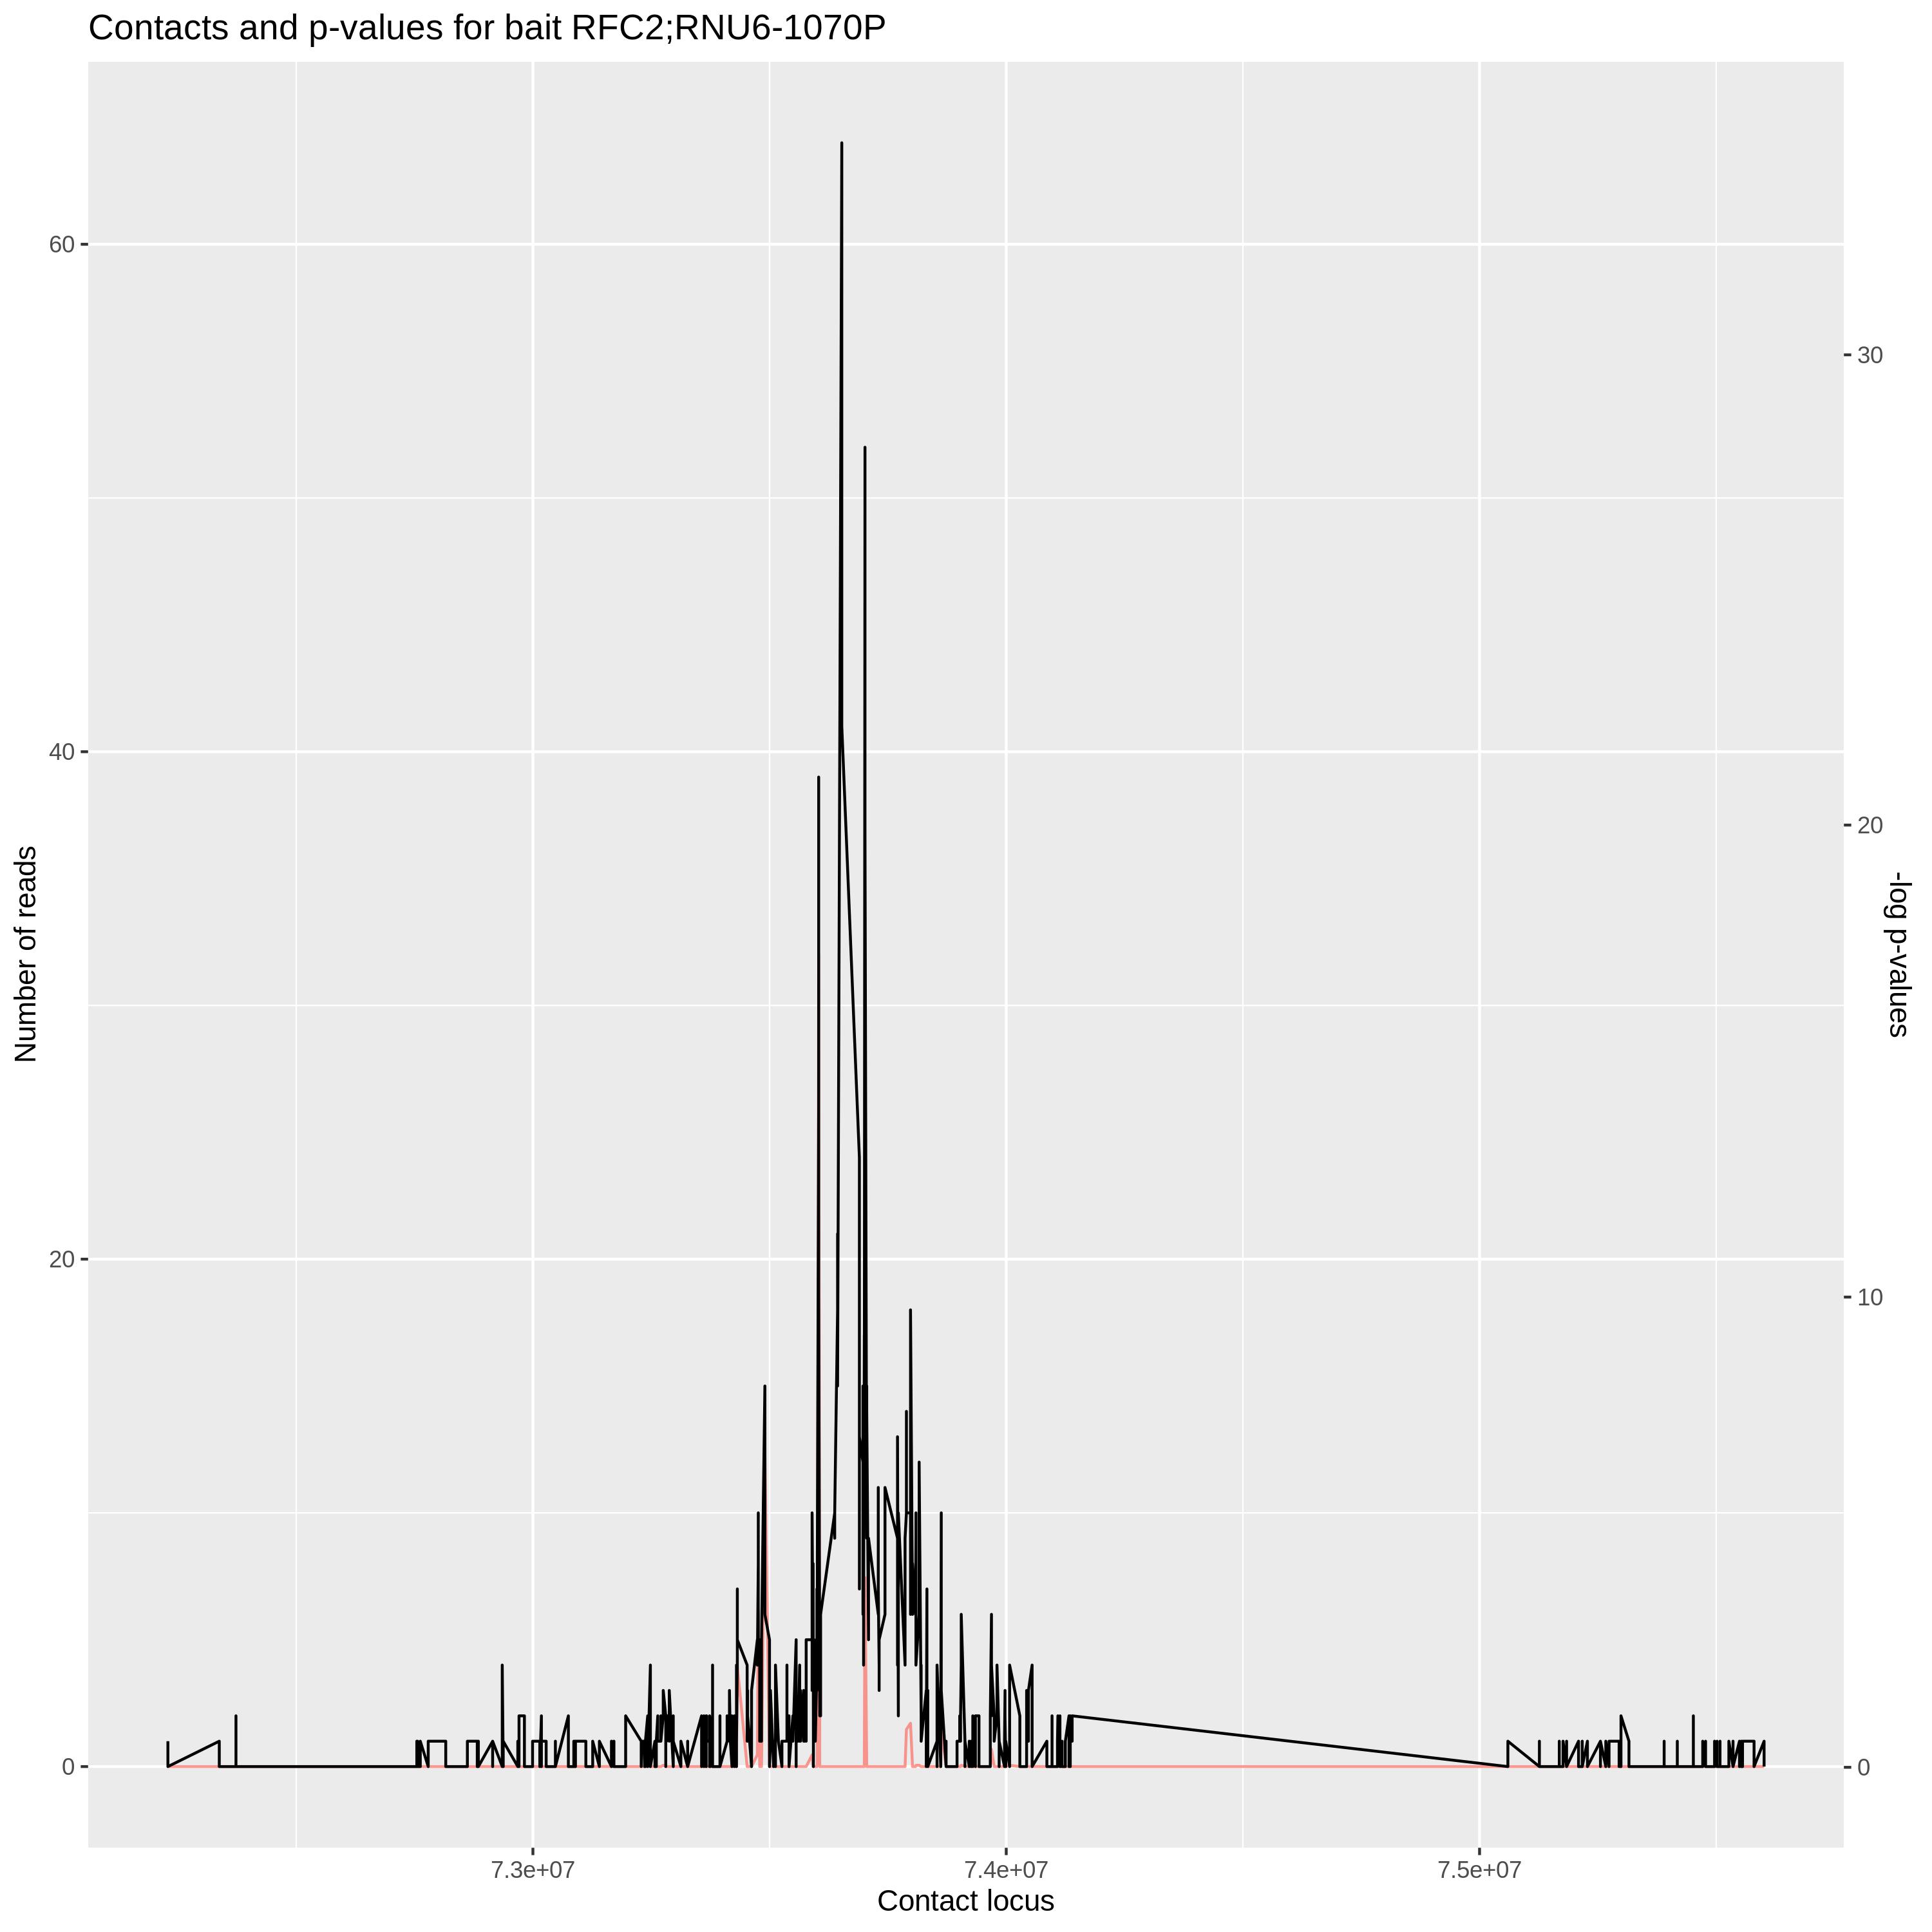 Contacts and p-values for bait RFC2;RNU6-1070P
Number of reads
60
40
20
0
30
20
10
0
-log p-values
7.3e+07 7.4e+07 7.5e+07
Contact locus